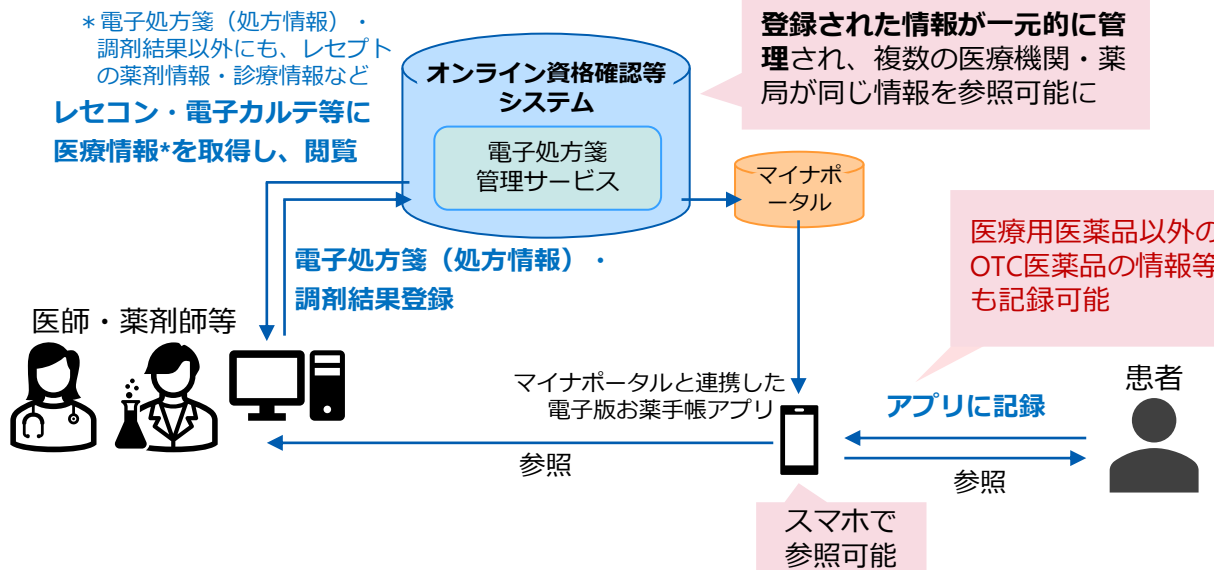 ＊電子処方箋（処方情報）・
調剤結果以外にも、レセプト
の薬剤情報・診療情報など
レセコン・電子カルテ等に
医療情報*を取得し、閲覧
オンライン資格確認等
システム
電子処方箋
管理サービス
登録された情報が一元的に管
理され、複数の医療機関・薬
局が同じ情報を参照可能に
マイナポ
ータル
医療用医薬品以外の
OTC医薬品の情報等
も記録可能
電子処方箋（処方情報）・
調剤結果登録
医師・薬剤師等
マイナポータルと連携した
電子版お薬手帳アプリ
アプリに記録
患者
参照
参照
スマホで
参照可能